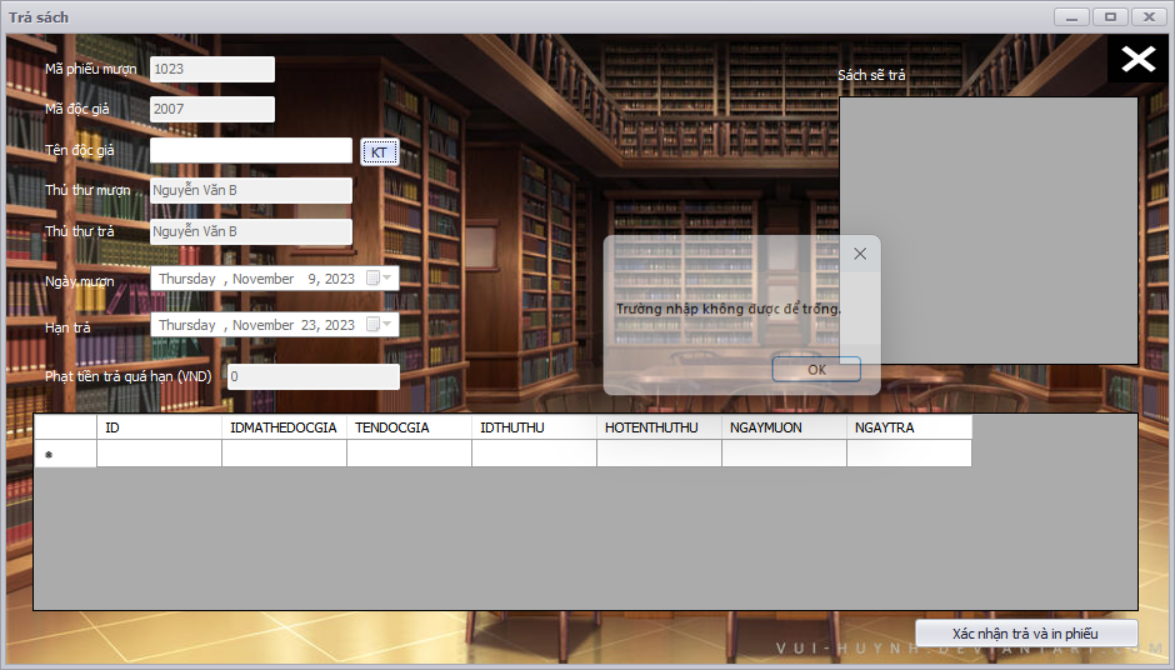 Trả sách
Mã phiếu mượn 1023
Sách sẽ trả
Mã độc giả 2007
Tên độc giả KT
Thủ thư mượn Nguyễn Văn B
Thủ thư trả Nguyễn Văn B
Ngày mượn Thursday , November 9, 2023
Trường nhập không được để trống.
Hạn trả Thursday , November 23, 2023
OK
Phạt tiền trả quá hạn (VND) 0
ID IDMATHEDOCGIA TENDOCGIA IDTHUTHU HOTENTHUTHU NGAYMUON NGAYTRA
Xác nhận trả và in phiếu
VUI-HUYNH.DEVIANTART.COM